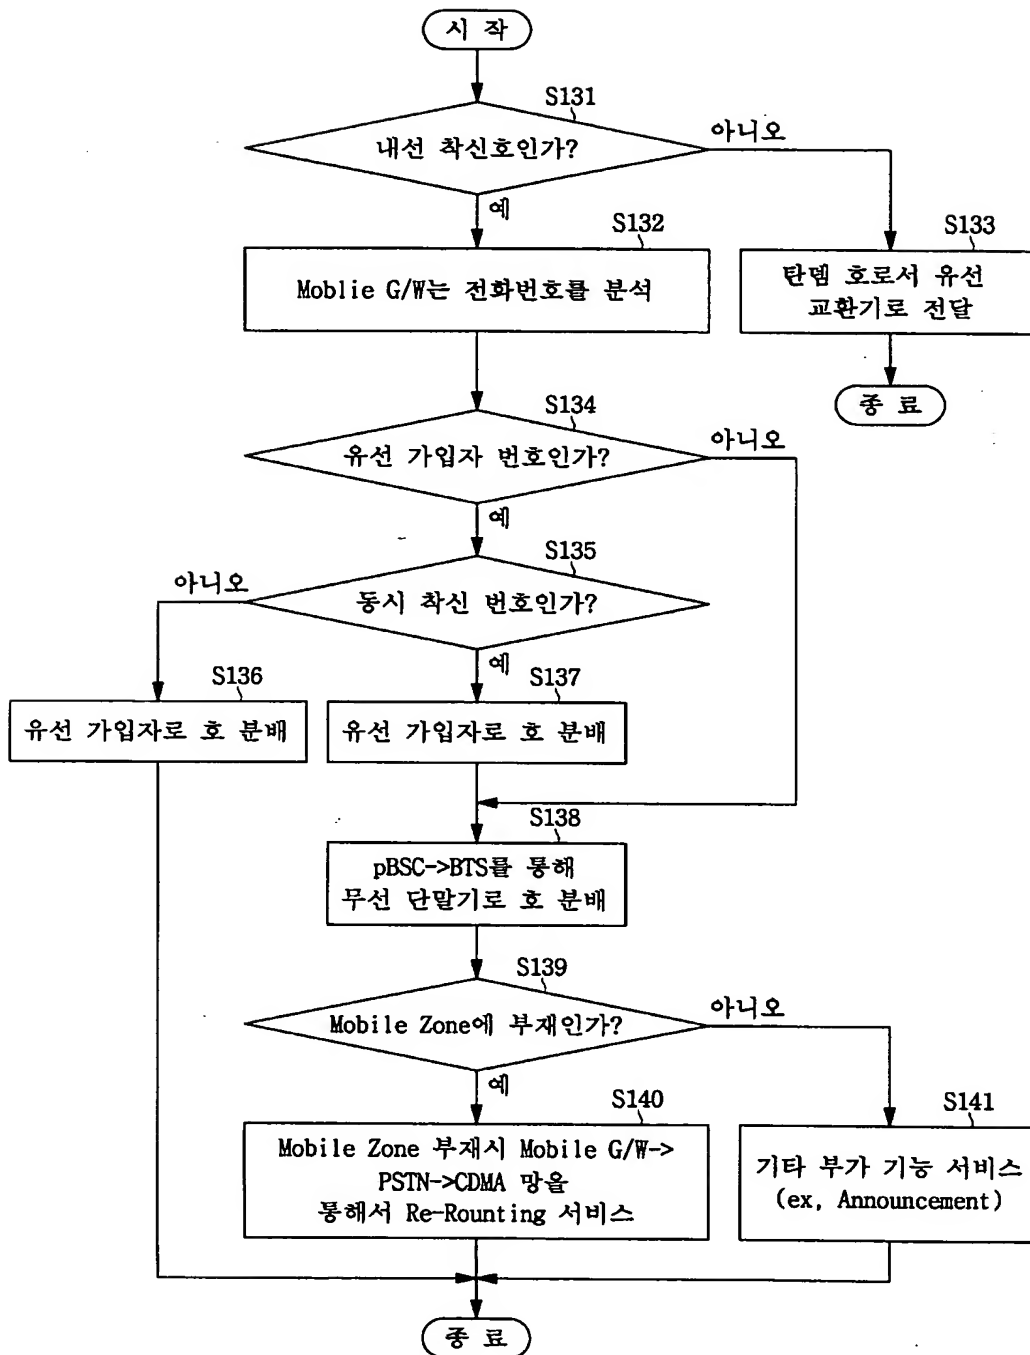 시 작
S131
내선 착신호인가?
아니오
예
S132
Moblie G/W는 전화번호를 분석
S133
탄뎀 호로서 유선
교환기로 전달
종 료
S134
유선 가입자 번호인가?
아니오
예
S135
동시 착신 번호인가?
아니오
예
S136
유선 가입자로 호 분배
S137
유선 가입자로 호 분배
S138
pBSC->BTS를 통해
무선 단말기로 호 분배
S139
Mobile Zone에 부재인가?
아니오
예
S140
Mobile Zone 부재시 Mobile G/W->
PSTN->CDMA 망을
통해서 Re-Rounting 서비스
S141
기타 부가 기능 서비스
(ex, Announcement)
종 료